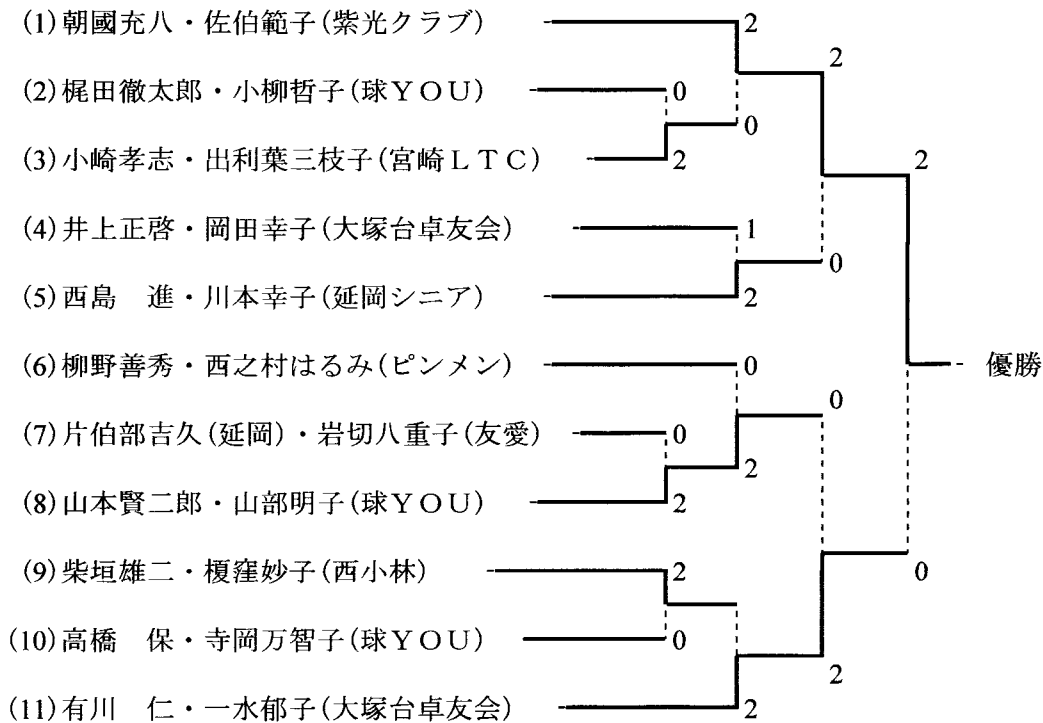 (1)朝國充八・佐伯範子(紫光クラブ) 2
2
(2)梶田徹太郎・小柳哲子(球YOU) 0
0
(3)小崎孝志・出利葉三枝子(宮崎LTC) 2
2
(4)井上正啓・岡田幸子(大塚台卓友会) 1
0
(5)西島 進・川本幸子(延岡シニア) 2
(6)柳野善秀・西之村はるみ(ピンメン) 0
優勝
0
(7)片伯部吉久(延岡)・岩切八重子(友愛) 0
2
(8)山本賢二郎・山部明子(球YOU) 2
(9)柴垣雄二・榎窪妙子(西小林) 2
0
(10)高橋 保・寺岡万智子(球YOU) 0
2
(11)有川 仁・一水郁子(大塚台卓友会) 2